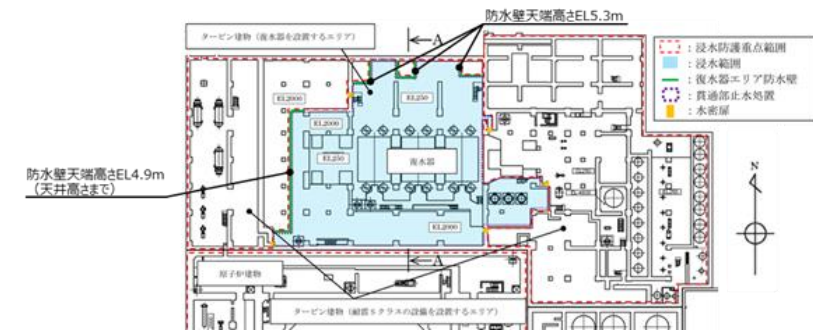 防水壁天端高さEL5.3m
タービン建物（復水器を設置するエリア）
A
：浸水防護重点範囲
：浸水範囲
：復水器エリア防水壁
：貫通部止水処置
：水密扉
EL2000
EL250
EL2000
EL250
復水器
防水壁天端高さEL4.9m
（天井高さまで）
N
EL2000
A
原子炉建物
タービン建物（耐震Sクラスの設備を設置するエリア）